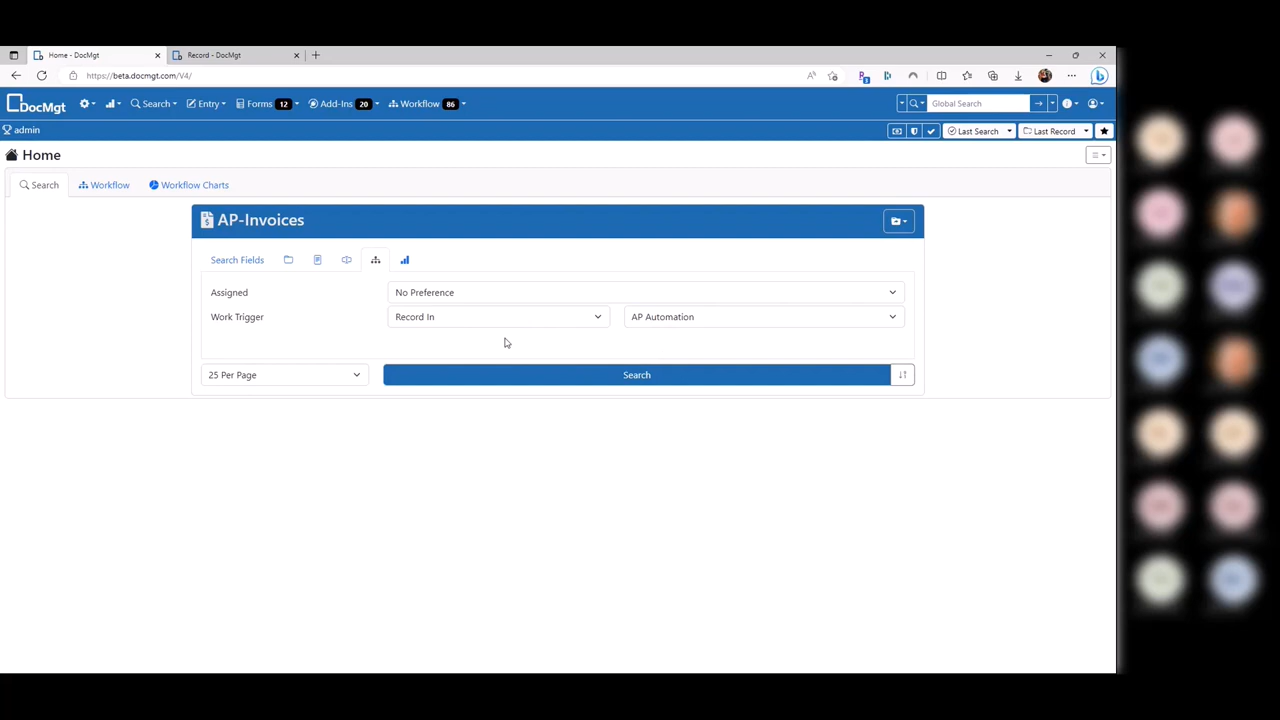 Home - DocMgt
Record - DocMgt
https://beta.docmgt.com/V4/
DocMgt
Search
Entry
Forms 12
Add-Ins 20
Workflow 86
Global Search
admin
Last Search
Last Record
Home
Search
Workflow
Workflow Charts
AP-Invoices
Search Fields
Assigned
No Preference
Work Trigger
Record In
AP Automation
25 Per Page
Search